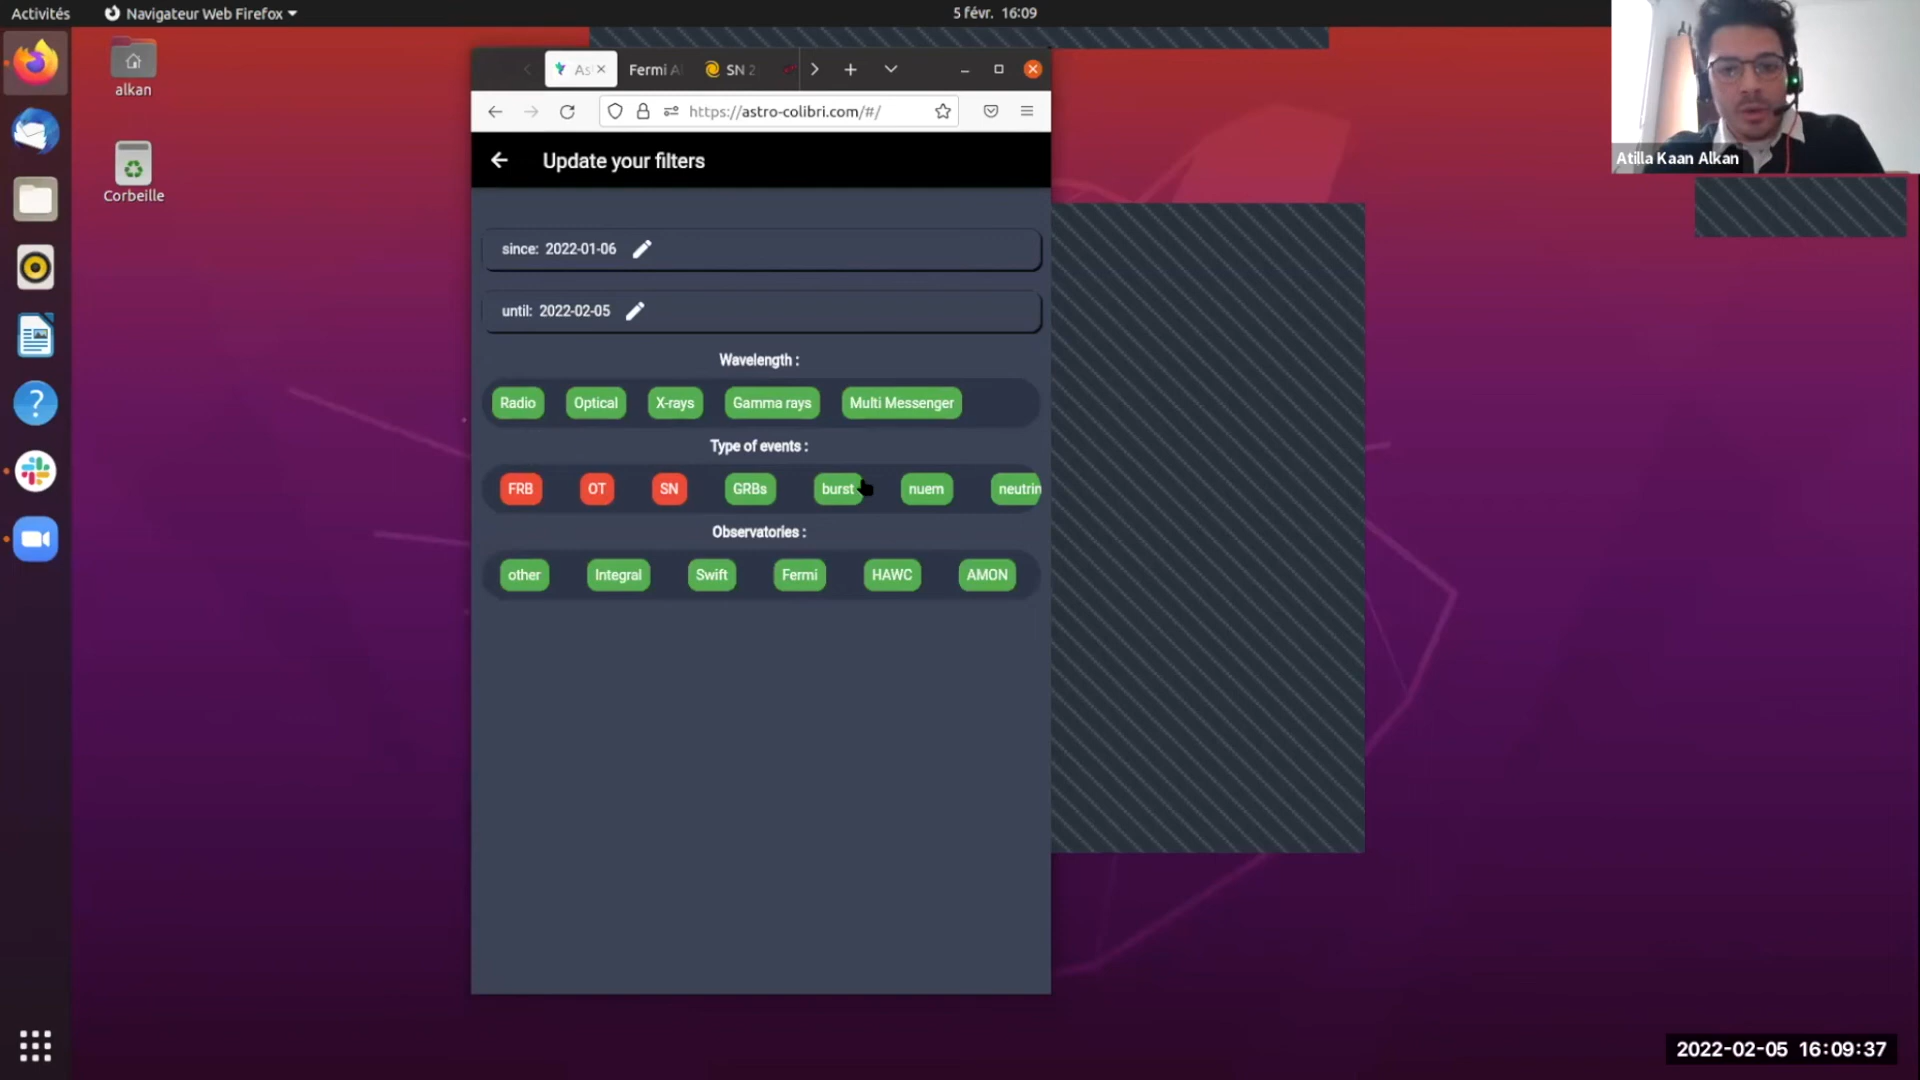 Activités
Navigateur Web Firefox
5 févr. 16:09
alkan
Corbeille
As
Fermi A
SN 2
https://astro-colibri.com/#/
Update your filters
since: 2022-01-06
until: 2022-02-05
Wavelength :
Radio
Optical
X-rays
Gamma rays
Multi Messenger
Type of events :
FRB
OT
SN
GRBs
burst
nuem
neutrin
Observatories :
other
Integral
Swift
Fermi
HAWC
AMON
Atilla Kaan Alkan
2022-02-05 16:09:37